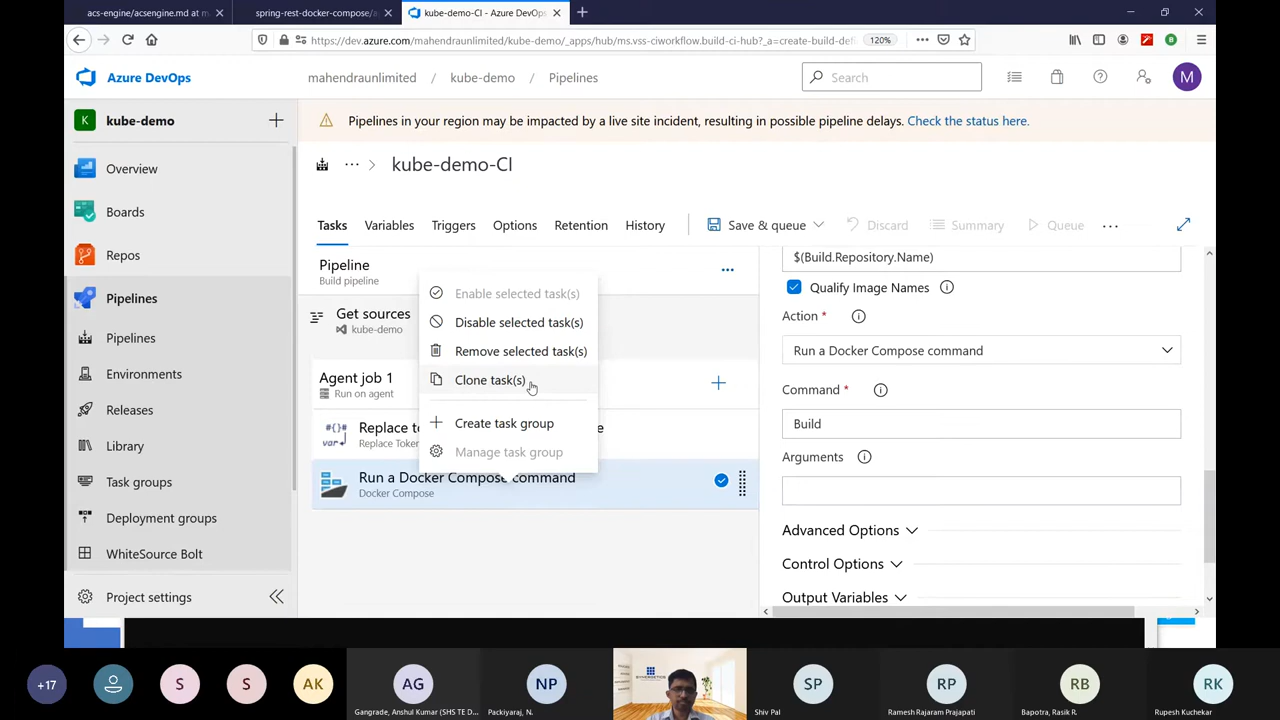 acs-engine/acsengine.md at m
spring-rest-docker-compose/a
kube-demo-CI - Azure DevOps
https://dev.azure.com/mahendraunlimited/kube-demo/_apps/hub/ms.vss-ciworkflow.build-ci-hub?_a=create-build-def
120%
Azure DevOps
mahendraunlimited / kube-demo / Pipelines
Search
M
K
kube-demo
Pipelines in your region may be impacted by a live site incident, resulting in possible pipeline delays. Check the status here.
Overview
Boards
Repos
Pipelines
Pipelines
Environments
Releases
Library
Task groups
Deployment groups
WhiteSource Bolt
Project settings
kube-demo-CI
Tasks Variables Triggers Options Retention History
Save & queue
Discard
Summary
Queue
Pipeline
Build pipeline
Get sources
kube-demo
Agent job 1
Run on agent
Replace to
e
Replace Token
Run a Docker Compose command
Docker Compose
Enable selected task(s)
Disable selected task(s)
Remove selected task(s)
Clone task(s)
Create task group
Manage task group
$(Build.Repository.Name)
Qualify Image Names
Action *
Run a Docker Compose command
Command *
Build
Arguments
Advanced Options
Control Options
Output Variables
+17
S
S
AK
AG
Gangrade, Anshul Kumar (SHS TE D...
NP
Packiyaraj, N.
SYNERGETICS
SP
Shiv Pal
RP
Ramesh Rajaram Prajapati
RB
Bapotra, Rasik R.
RK
Rupesh Kuchekar